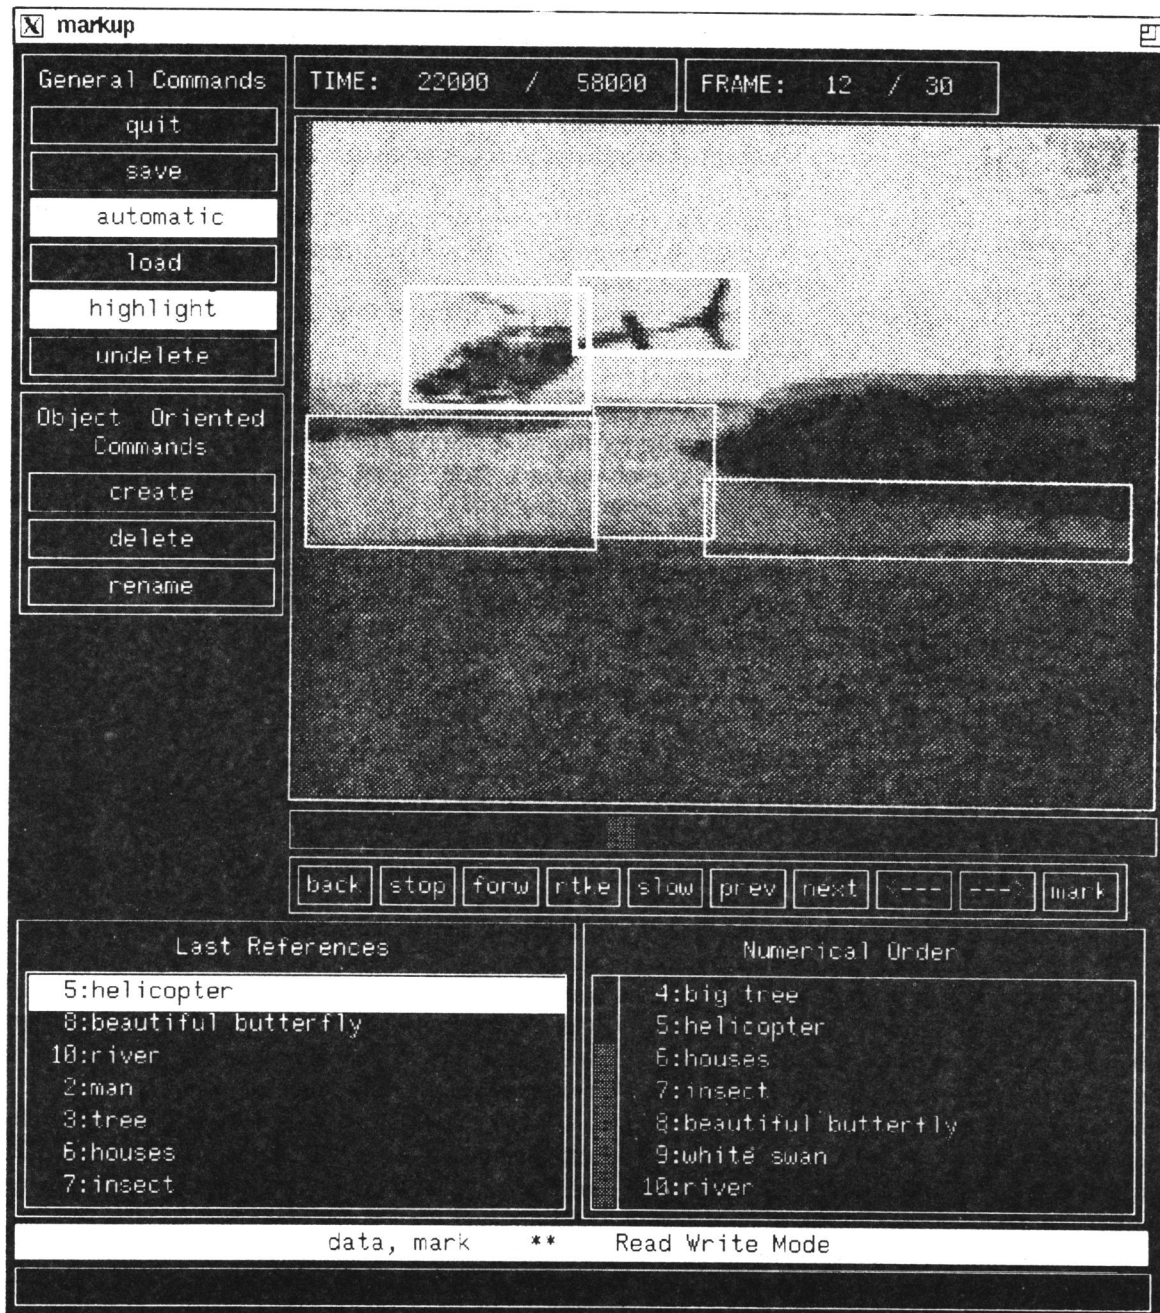 X markup
General Commands
quit
save
automatic
load
highlight
undelete
Object Oriented
Commands
create
delete
rename
TIME: 22000 / 58000
FRAME: 12 / 30
back stop forw rtke slow prev next <--- ---> mark
Last References
5:helicopter
8:beautiful butterfly
10:river
2:man
3:tree
6:houses
7:insect
Numerical Order
4:big tree
5:helicopter
6:houses
7:insect
8:beautiful butterfly
9:white swan
10:river
data, mark ** Read Write Mode